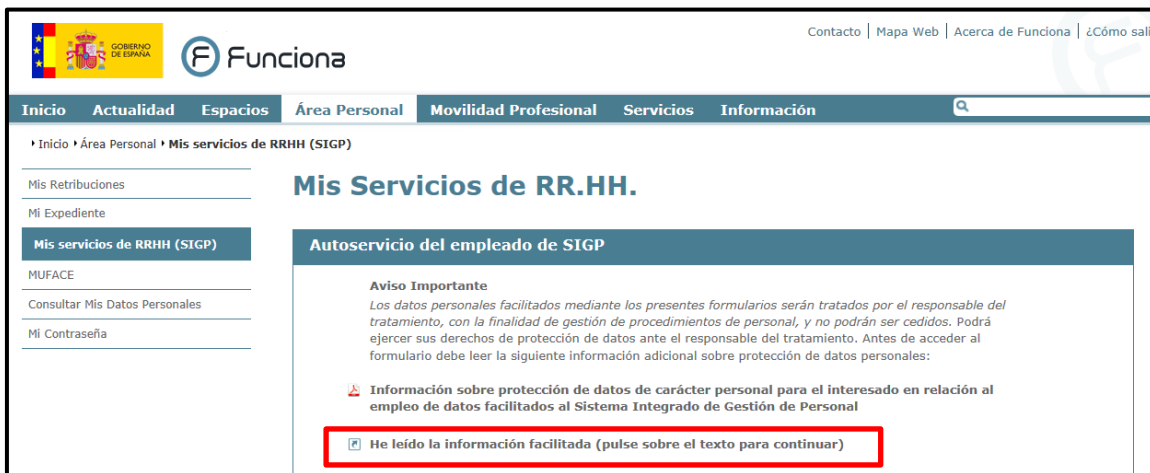 GOBIERNO
DE ESPAÑA
Funciona
Contacto | Mapa Web | Acerca de Funciona | ¿Cómo sali
Inicio Actualidad Espacios Área Personal Movilidad Profesional Servicios Información
Inicio Área Personal Mis servicios de RRHH (SIGP)
Mis Retribuciones
Mi Expediente
Mis servicios de RRHH (SIGP)
MUFACE
Consultar Mis Datos Personales
Mi Contraseña
Mis Servicios de RR.HH.
Autoservicio del empleado de SIGP
Aviso Importante
Los datos personales facilitados mediante los presentes formularios serán tratados por el responsable del
tratamiento, con la finalidad de gestión de procedimientos de personal, y no podrán ser cedidos. Podrá
ejercer sus derechos de protección de datos ante el responsable del tratamiento. Antes de acceder al
formulario debe leer la siguiente información adicional sobre protección de datos personales:
Información sobre protección de datos de carácter personal para el interesado en relación al
empleo de datos facilitados al Sistema Integrado de Gestión de Personal
He leído la información facilitada (pulse sobre el texto para continuar)